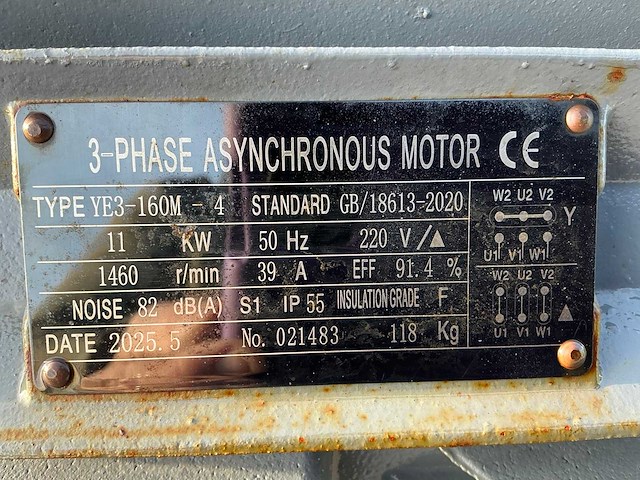 3-PHASE ASYNCHRONOUS MOTOR CE
TYPE YE3-160M - 4 STANDARD GB/18613-2020
11 KW 50 Hz 220 V/▲
1460 r/min 39 A EFF 91.4 %
NOISE 82 dB(A) S1 IP 55 INSULATION GRADE F
DATE 2025.5 No. 021483 118 Kg
W2 U2 V2
Y
U1 V1 W1
W2 U2 V2
▲
U1 V1 W1